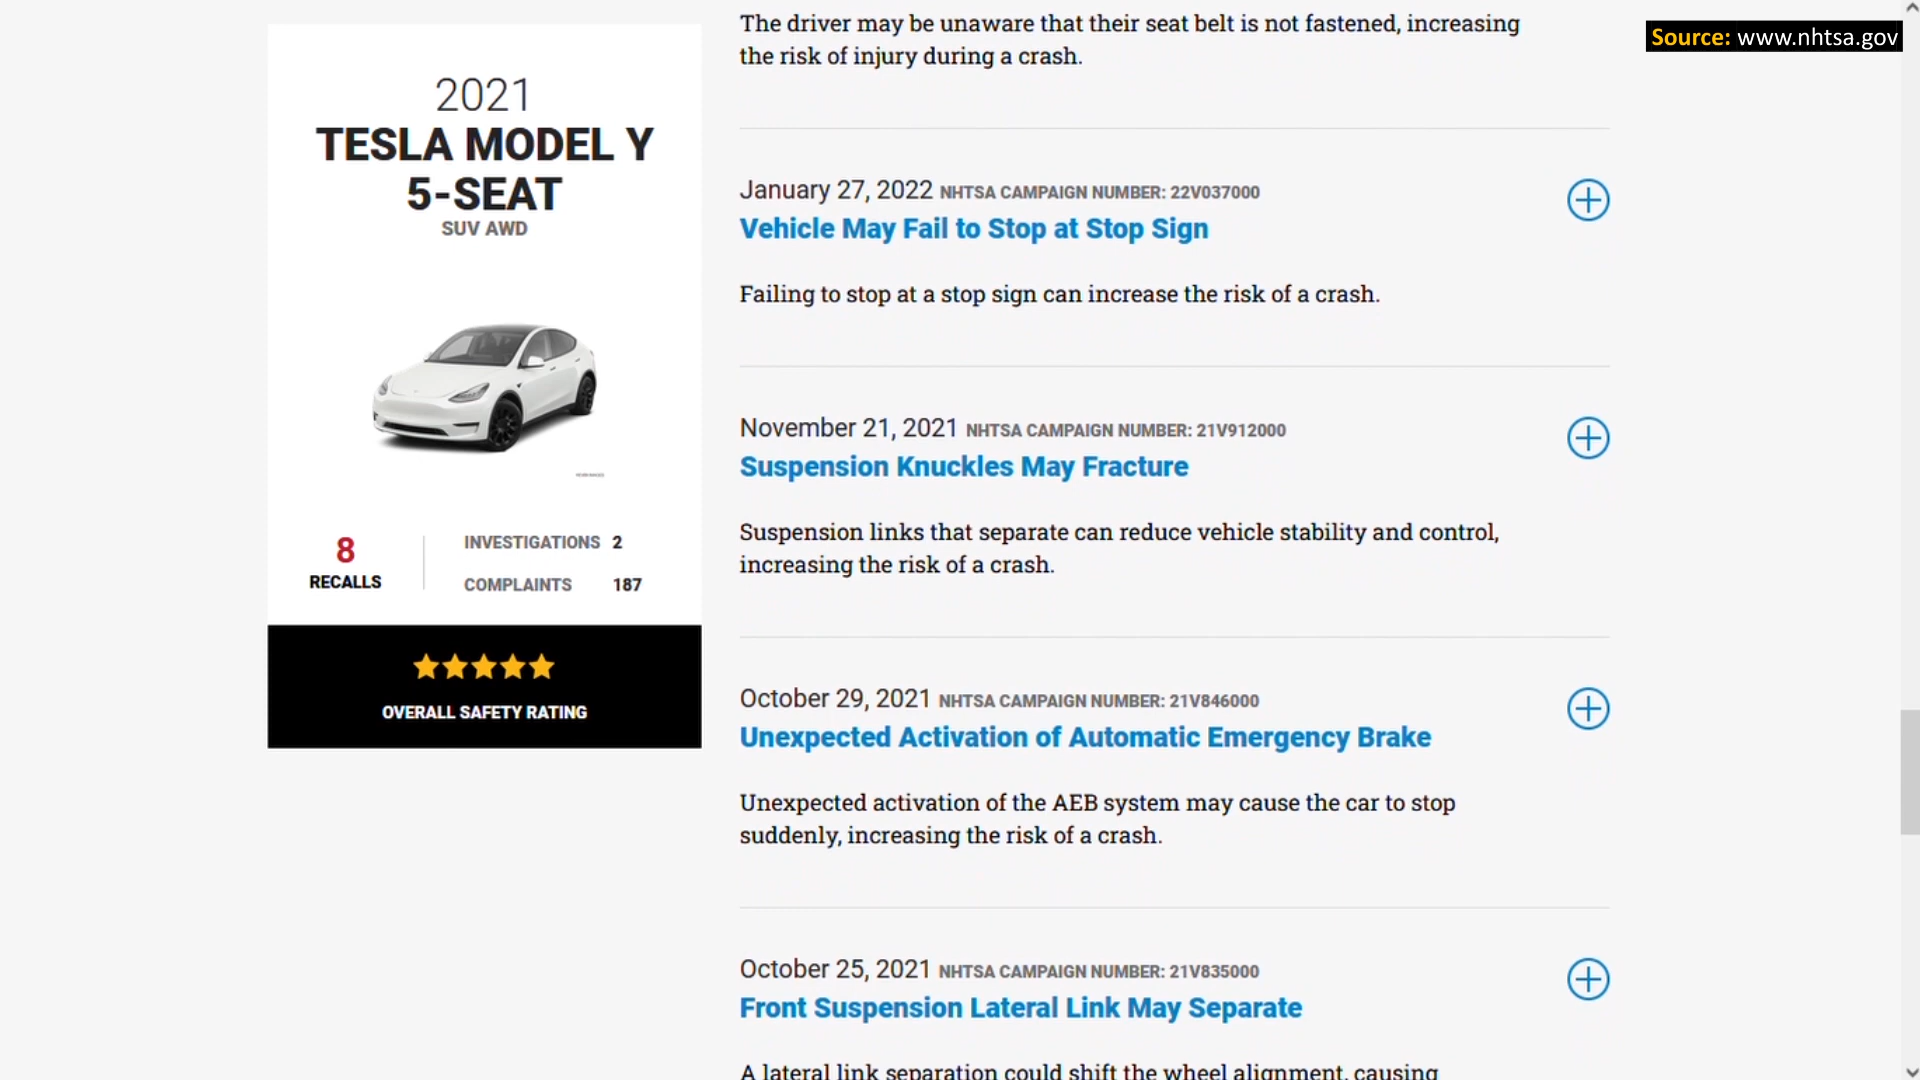 Source: www.nhtsa.gov
2021
TESLA MODEL Y
5-SEAT
SUV AWD
8
RECALLS
INVESTIGATIONS 2
COMPLAINTS 187
OVERALL SAFETY RATING
The driver may be unaware that their seat belt is not fastened, increasing
the risk of injury during a crash.
January 27, 2022 NHTSA CAMPAIGN NUMBER: 22V037000
Vehicle May Fail to Stop at Stop Sign
Failing to stop at a stop sign can increase the risk of a crash.
November 21, 2021 NHTSA CAMPAIGN NUMBER: 21V912000
Suspension Knuckles May Fracture
Suspension links that separate can reduce vehicle stability and control,
increasing the risk of a crash.
October 29, 2021 NHTSA CAMPAIGN NUMBER: 21V846000
Unexpected Activation of Automatic Emergency Brake
Unexpected activation of the AEB system may cause the car to stop
suddenly, increasing the risk of a crash.
October 25, 2021 NHTSA CAMPAIGN NUMBER: 21V835000
Front Suspension Lateral Link May Separate
A lateral link separation could shift the wheel alignment, causing